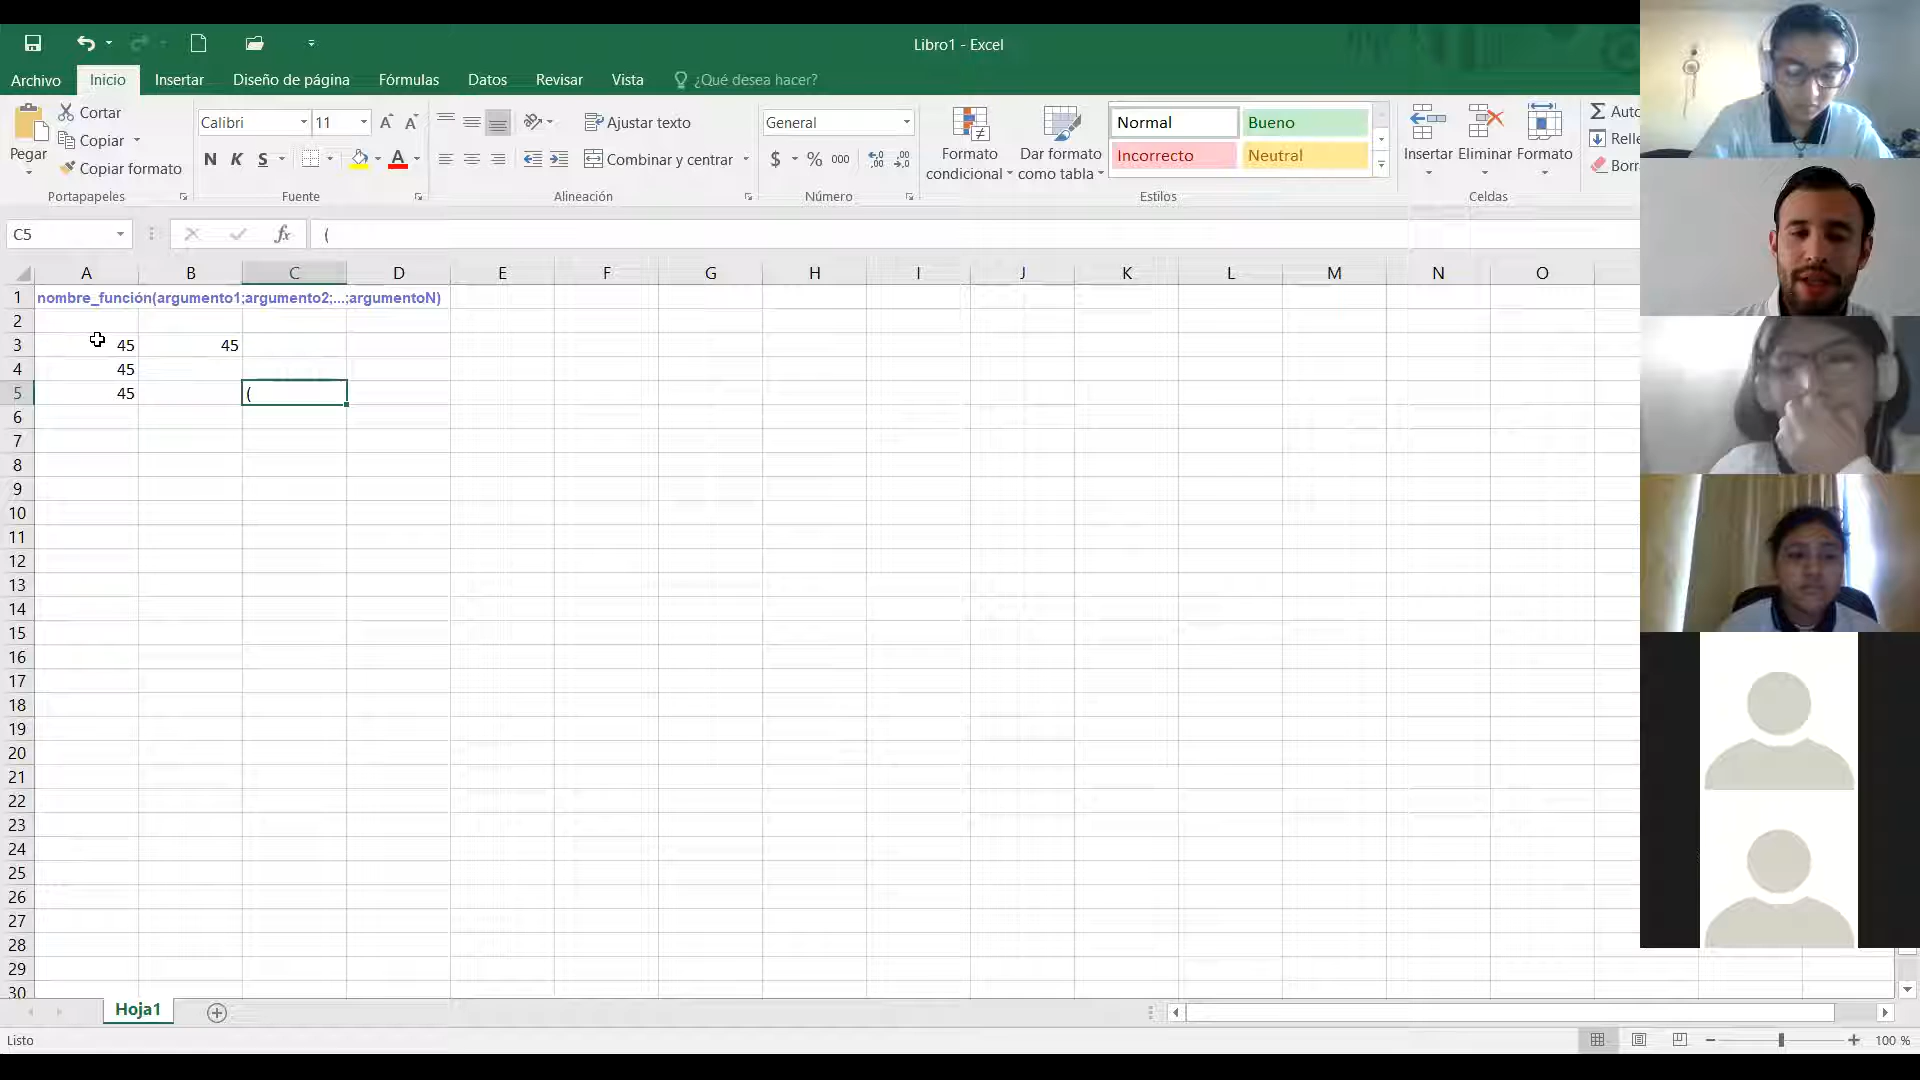 Libro1 - Excel
Archivo Inicio Insertar Diseño de página Fórmulas Datos Revisar Vista ¿Qué desea hacer?
Pegar
Cortar
Copiar
Copiar formato
Portapapeles
Calibri 11
N K S A
Fuente
Ajustar texto
Combinar y centrar
Alineación
General
$ % 000
Número
Formato condicional
Dar formato como tabla
Normal Bueno
Incorrecto Neutral
Estilos
Insertar Eliminar Formato
Celdas
Σ
C5 fx (
A B C D E F G H I J K L M N O
1 nombre_función(argumento1;argumento2;...;argumentoN)
2
3 45 45
4 45
5 45 (
6
7
8
9
10
11
12
13
14
15
16
17
18
19
20
21
22
23
24
25
26
27
28
29
30
Hoja1
Listo 100 %